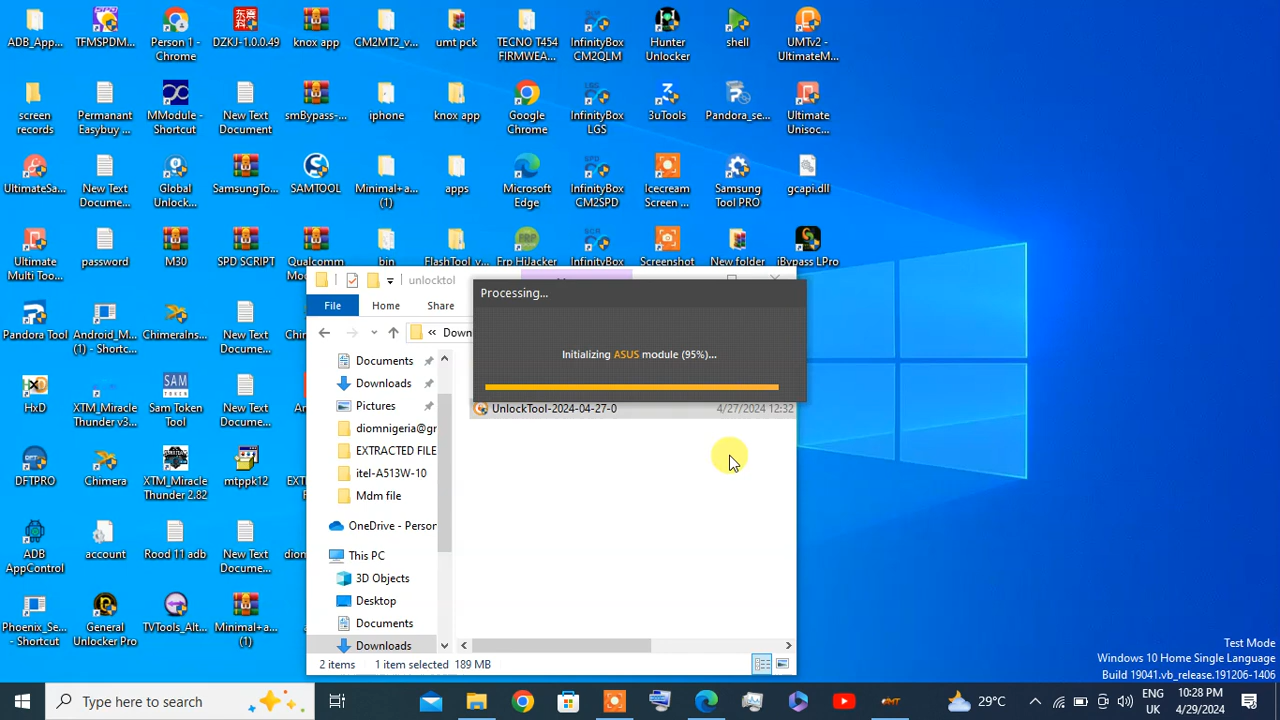 ADB_App... TFMSPDM... Person 1 - Chrome DZKJ-1.0.0.49 knox app CM2MT2_v... umt pck TECNO T454 FIRMWEA... InfinityBox CM2QLM Hunter Unlocker shell UMTv2 - UltimateM...
screen records Permanant Easybuy ... MModule - Shortcut New Text Document smBypass-... iphone knox app Google Chrome InfinityBox LGS 3uTools Pandora_se... Ultimate Unisoc...
UltimateSa... New Text Docume... Global Unlock... SamsungTo... SAMTOOL Minimal+a... (1) apps Microsoft Edge InfinityBox CM2SPD Icecream Screen ... Samsung Tool PRO gcapi.dll
Ultimate Multi Too... password M30 SPD SCRIPT Qualcomm Moc bin FlashTool_v... Frp HiJacker InfinityBox Screenshot New folder iBypass LPro
Pandora Tool Android_M... (1) - Shortc... ChimeraIns... New Text Document
HxD XTM_Miracle Thunder v3... Sam Token Tool New Text Docume...
DFTPRO Chimera XTM_Miracle Thunder 2.82 mtppk12
ADB AppControl account Rood 11 adb New Text Docume...
Phoenix_Se... - Shortcut General Unlocker Pro TVTools_Alt... Minimal+a... (1)
unlocktol
File Home Share
« Down
Processing...
Initializing ASUS module (95%)...
UnlockTool-2024-04-27-0 4/27/2024 12:32
Documents
Downloads
Pictures
diomnigeria@gr
EXTRACTED FILE
itel-A513W-10
Mdm file
OneDrive - Person
This PC
3D Objects
Desktop
Documents
Downloads
2 items 1 item selected 189 MB
Test Mode
Windows 10 Home Single Language
Build 19041.vb_release.191206-1406
Type here to search
29°C ENG UK 10:28 PM 4/29/2024